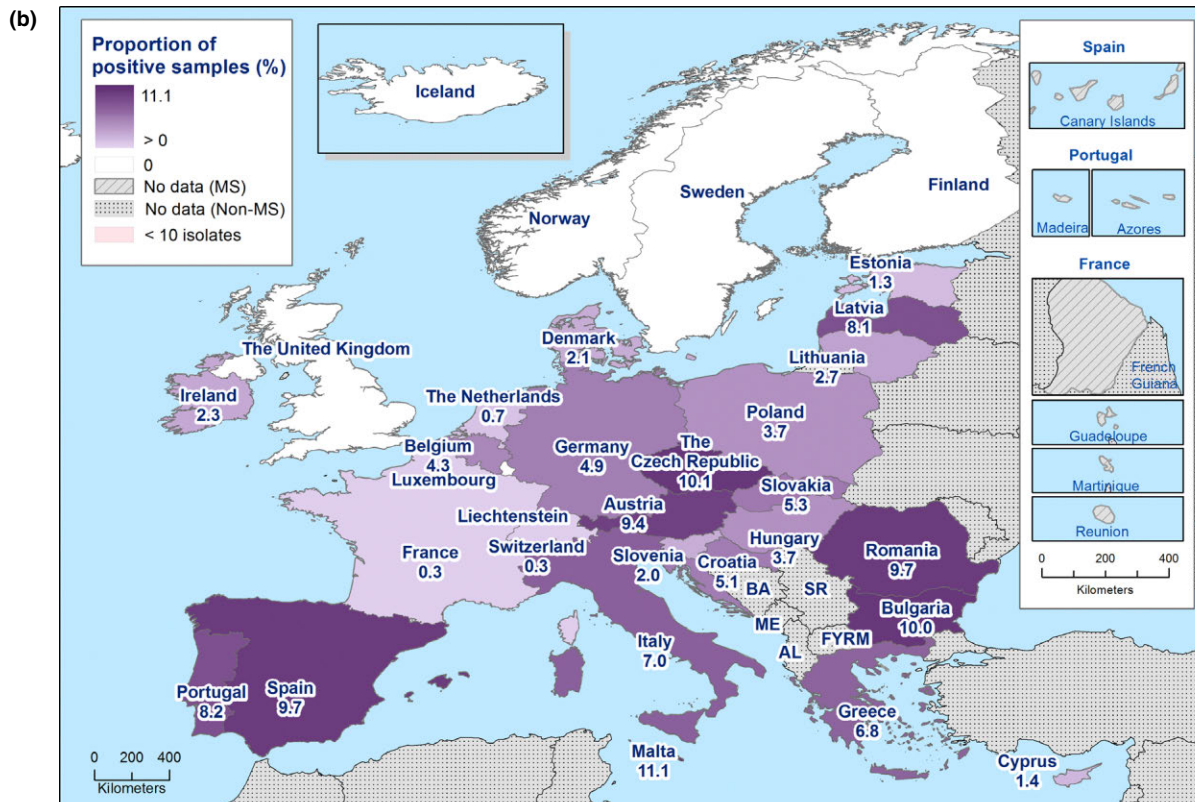 (b)
Proportion of
positive samples (%)
11.1
> 0
0
No data (MS)
No data (Non-MS)
< 10 isolates
Iceland
Norway
Sweden
Finland
Estonia
1.3
Latvia
8.1
Lithuania
2.7
Denmark
2.1
The United Kingdom
Ireland
2.3
The Netherlands
0.7
Belgium
4.3
Luxembourg
Germany
4.9
Poland
3.7
The
Czech Republic
10.1
Slovakia
5.3
Austria
9.4
Liechtenstein
Switzerland
0.3
France
0.3
Slovenia
2.0
Hungary
3.7
Croatia
5.1
Romania
9.7
BA
SR
Bulgaria
10.0
ME
FYRM
AL
Italy
7.0
Portugal
8.2
Spain
9.7
Greece
6.8
Malta
11.1
Cyprus
1.4
0 200 400
Kilometers
Spain
Canary Islands
Portugal
Madeira
Azores
France
French
Guiana
Guadeloupe
Martinique
Reunion
0 200 400
Kilometers